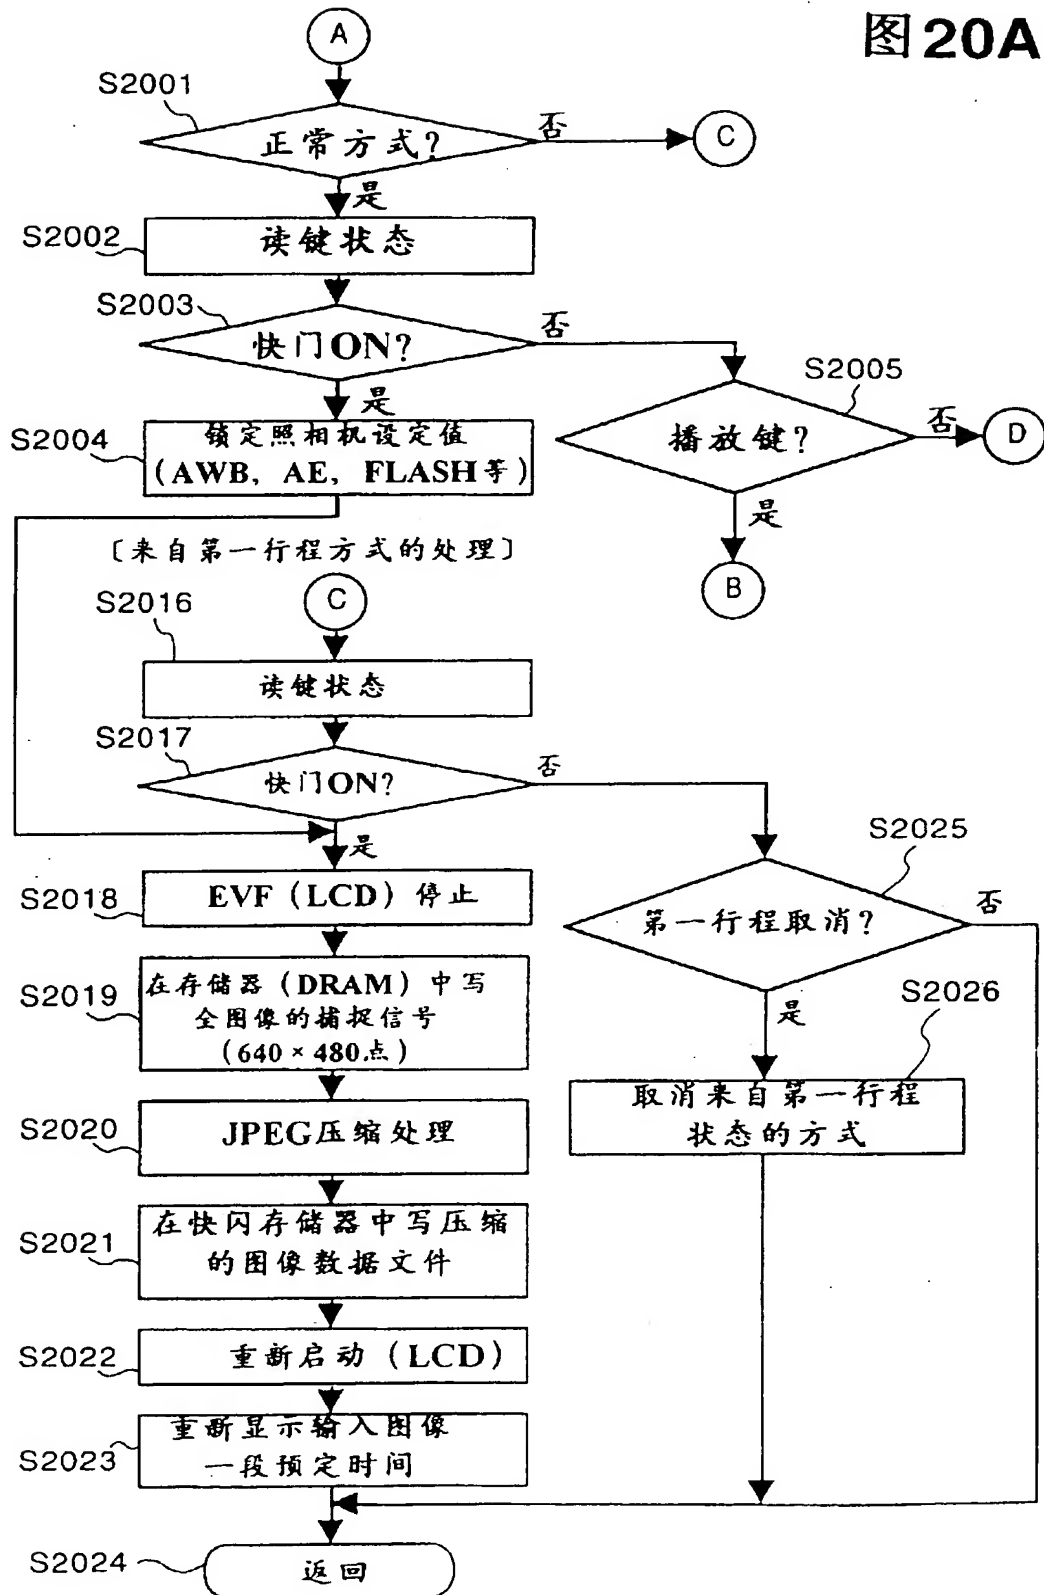 图20A
A
S2001
正常方式?
否
C
是
S2002
读键状态
S2003
快门ON?
否
是
S2005
播放键?
否
D
是
B
S2004
锁定照相机设定值
(AWB, AE, FLASH等)
〔来自第一行程方式的处理〕
C
S2016
读键状态
S2017
快门ON?
否
是
S2018
EVF(LCD)停止
S2019
在存储器(DRAM)中写
全图像的捕捉信号
(640×480点)
S2020
JPEG压缩处理
S2021
在快闪存储器中写压缩
的图像数据文件
S2022
重新启动(LCD)
S2023
重新显示输入图像
一段预定时间
S2025
第一行程取消?
否
是
S2026
取消来自第一行程
状态的方式
S2024
返回